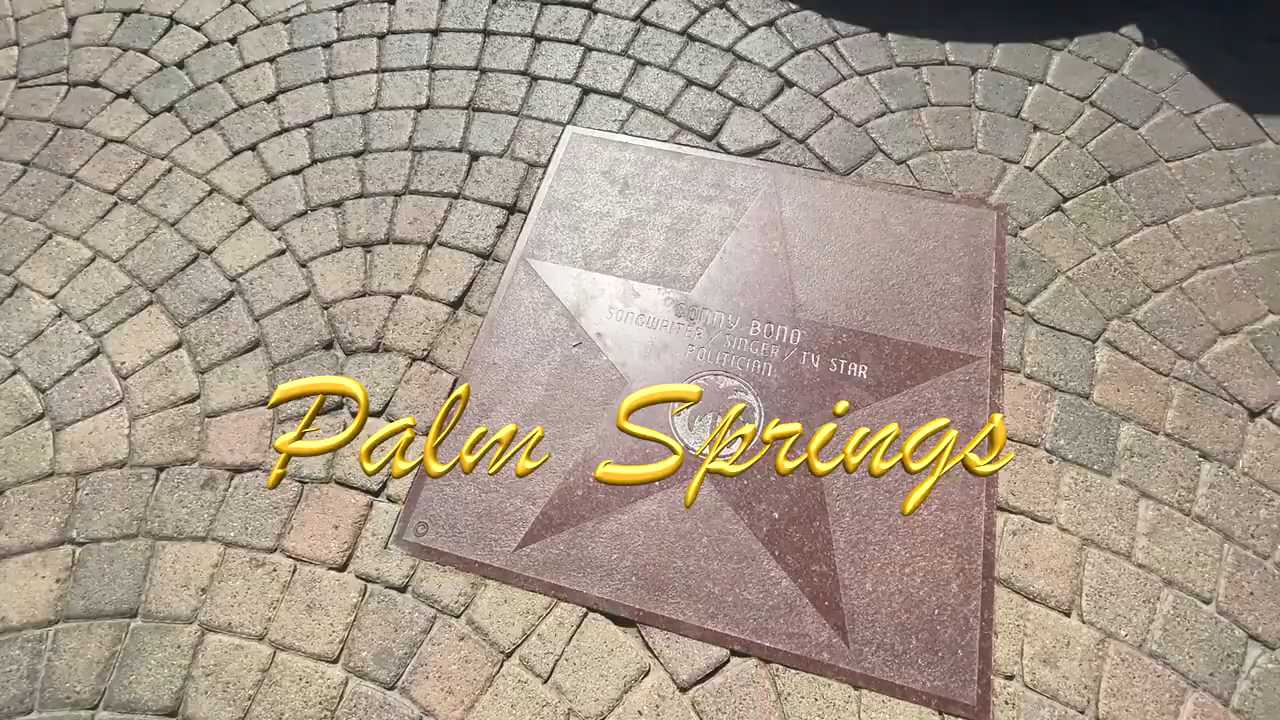 SONNY BONO
SONGWRITER / SINGER / TV STAR
POLITICIAN
Palm Springs
©